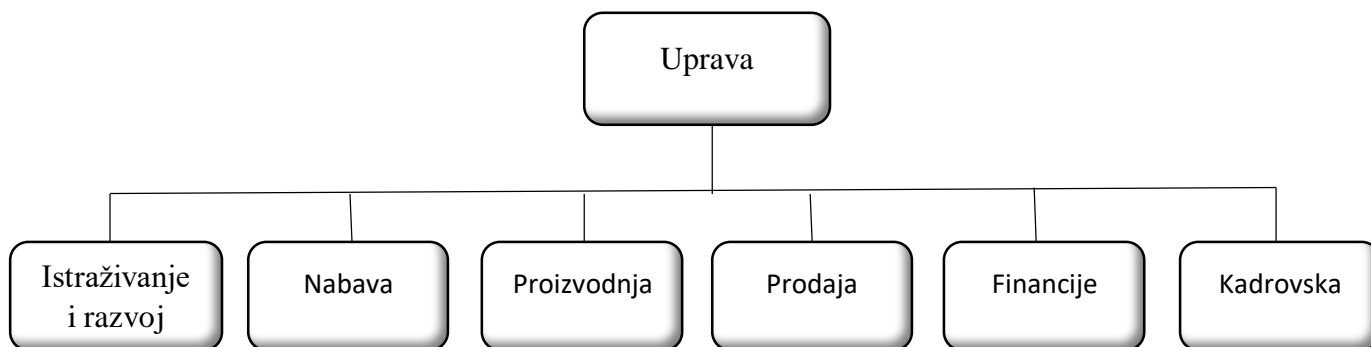 Uprava
Istraživanje
i razvoj
Nabava
Proizvodnja
Prodaja
Financije
Kadrovska